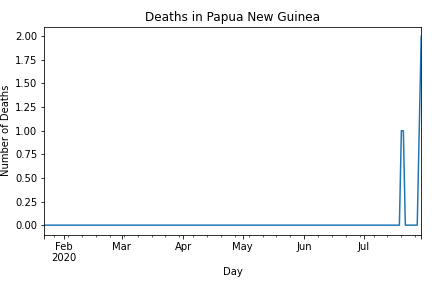 Deaths in Papua New Guinea
2.00
1.75
1.50
1.25
1.00
0.75
0.50
0.25
0.00
Number of Deaths
Feb
2020
Mar
Apr
May
Jun
Jul
Day